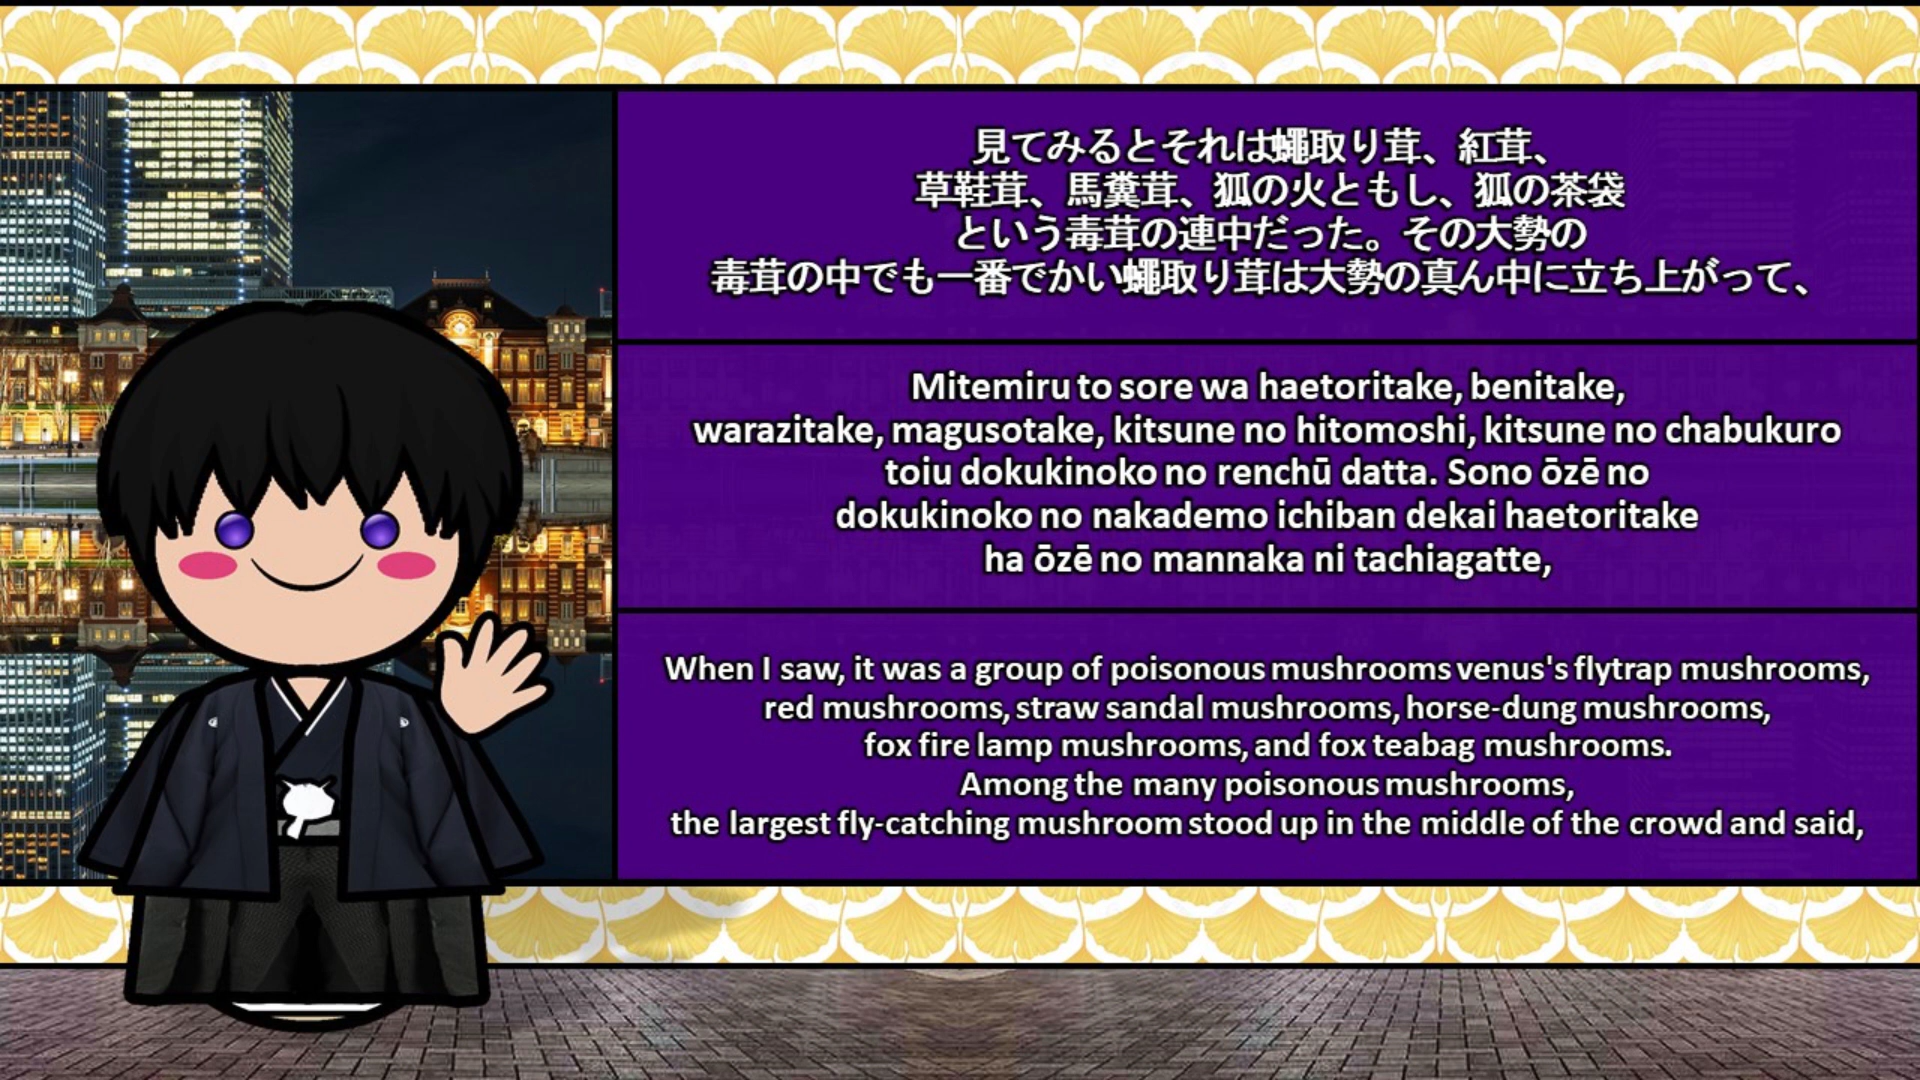 見てみるとそれは蠅取り茸、紅茸、
草鞋茸、馬糞茸、狐の火ともし、狐の茶袋
という毒茸の連中だった。その大勢の
毒茸の中でも一番でかい蠅取り茸は大勢の真ん中に立ち上がって、
Mitemiru to sore wa haetoritake, benitake,
warazitake, magusotake, kitsune no hitomoshi, kitsune no chabukuro
toiu dokukinoko no renchū datta. Sono ōzē no
dokukinoko no nakademo ichiban dekai haetoritake
ha ōzē no mannaka ni tachiagatte,
When I saw, it was a group of poisonous mushrooms venus's flytrap mushrooms,
red mushrooms, straw sandal mushrooms, horse-dung mushrooms,
fox fire lamp mushrooms, and fox teabag mushrooms.
Among the many poisonous mushrooms,
the largest fly-catching mushroom stood up in the middle of the crowd and said,